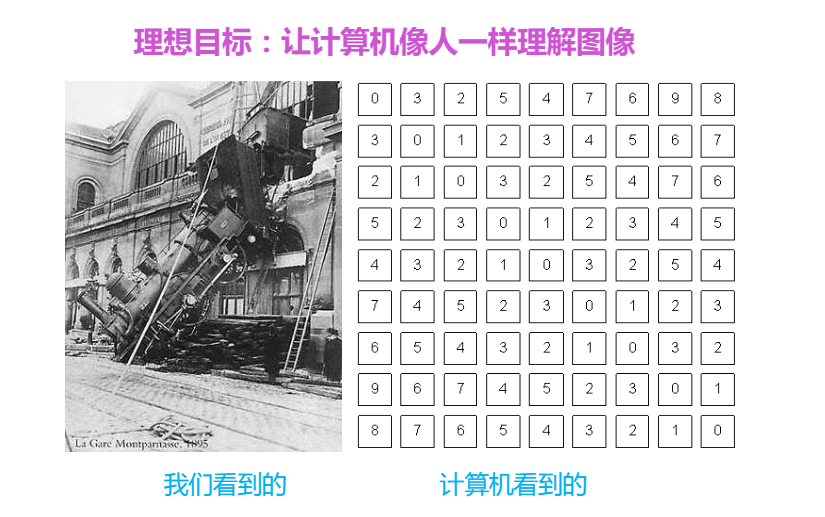 理想目标：让计算机像人一样理解图像
0 3 2 5 4 7 6 9 8
3 0 1 2 3 4 5 6 7
2 1 0 3 2 5 4 7 6
5 2 3 0 1 2 3 4 5
4 3 2 1 0 3 2 5 4
7 4 5 2 3 0 1 2 3
6 5 4 3 2 1 0 3 2
9 6 7 4 5 2 3 0 1
8 7 6 5 4 3 2 1 0
La Gare Montparnasse, 1895
我们看到的
计算机看到的